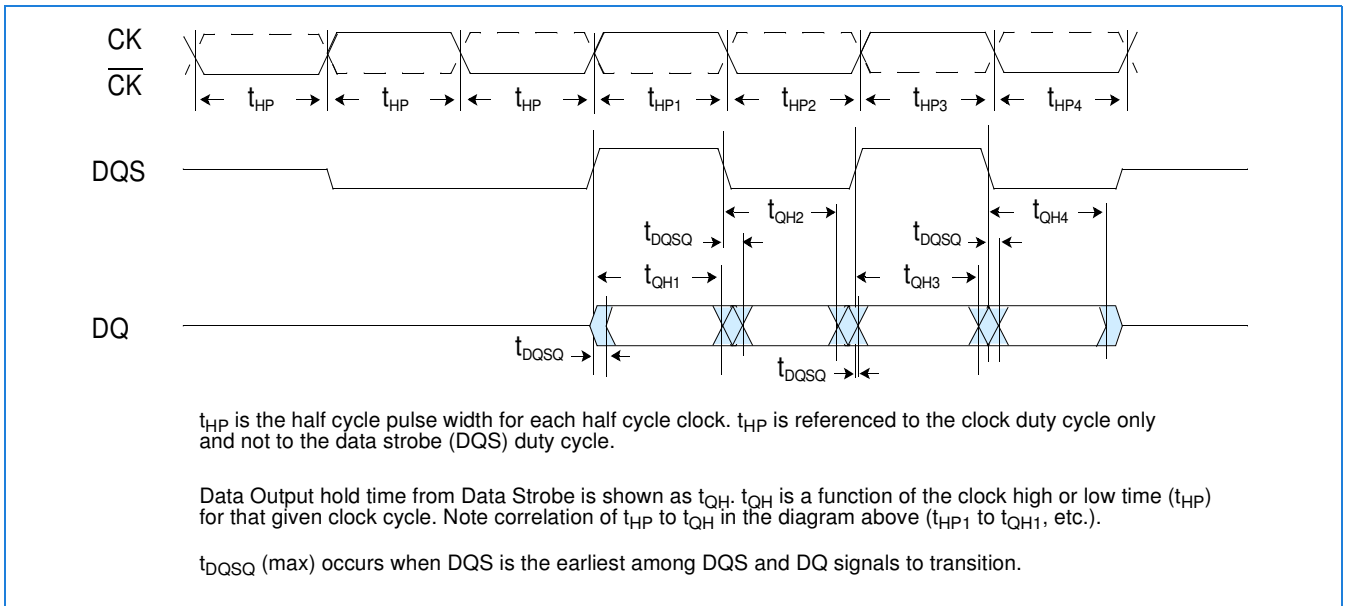 CK
CK
tHP tHP tHP tHP1 tHP2 tHP3 tHP4
DQS
tQH2 tQH4
tDQSQ tDQSQ
tQH1 tQH3
DQ
tDQSQ
tDQSQ
tHP is the half cycle pulse width for each half cycle clock. tHP is referenced to the clock duty cycle only
and not to the data strobe (DQS) duty cycle.
Data Output hold time from Data Strobe is shown as tQH. tQH is a function of the clock high or low time (tHP)
for that given clock cycle. Note correlation of tHP to tQH in the diagram above (tHP1 to tQH1, etc.).
tDQSQ (max) occurs when DQS is the earliest among DQS and DQ signals to transition.